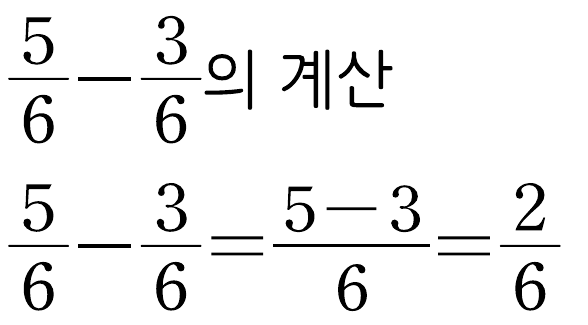 5/6 − 3/6의 계산
5/6 − 3/6 = (5−3)/6 = 2/6